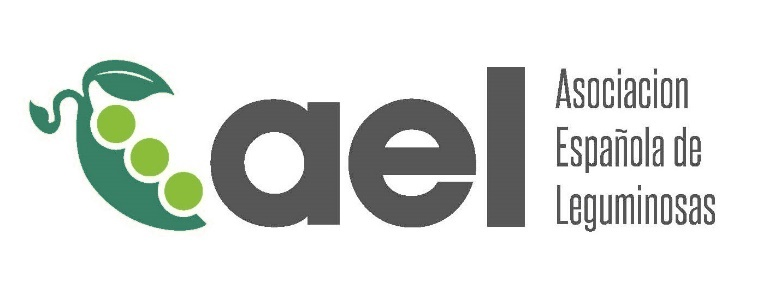 ael
Asociacion
Española de
Leguminosas